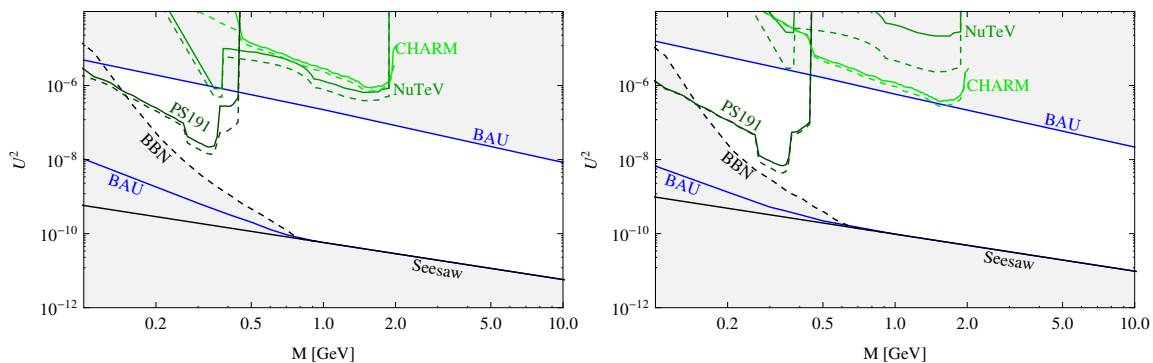 CHARM
NuTeV
PS191
BBN
BAU
BAU
Seesaw
U²
10⁻⁶
10⁻⁸
10⁻¹⁰
10⁻¹²
0.2 0.5 1.0 2.0 5.0 10.0
M [GeV]
NuTeV
CHARM
PS191
BBN
BAU
BAU
Seesaw
U²
10⁻⁶
10⁻⁸
10⁻¹⁰
10⁻¹²
0.2 0.5 1.0 2.0 5.0 10.0
M [GeV]